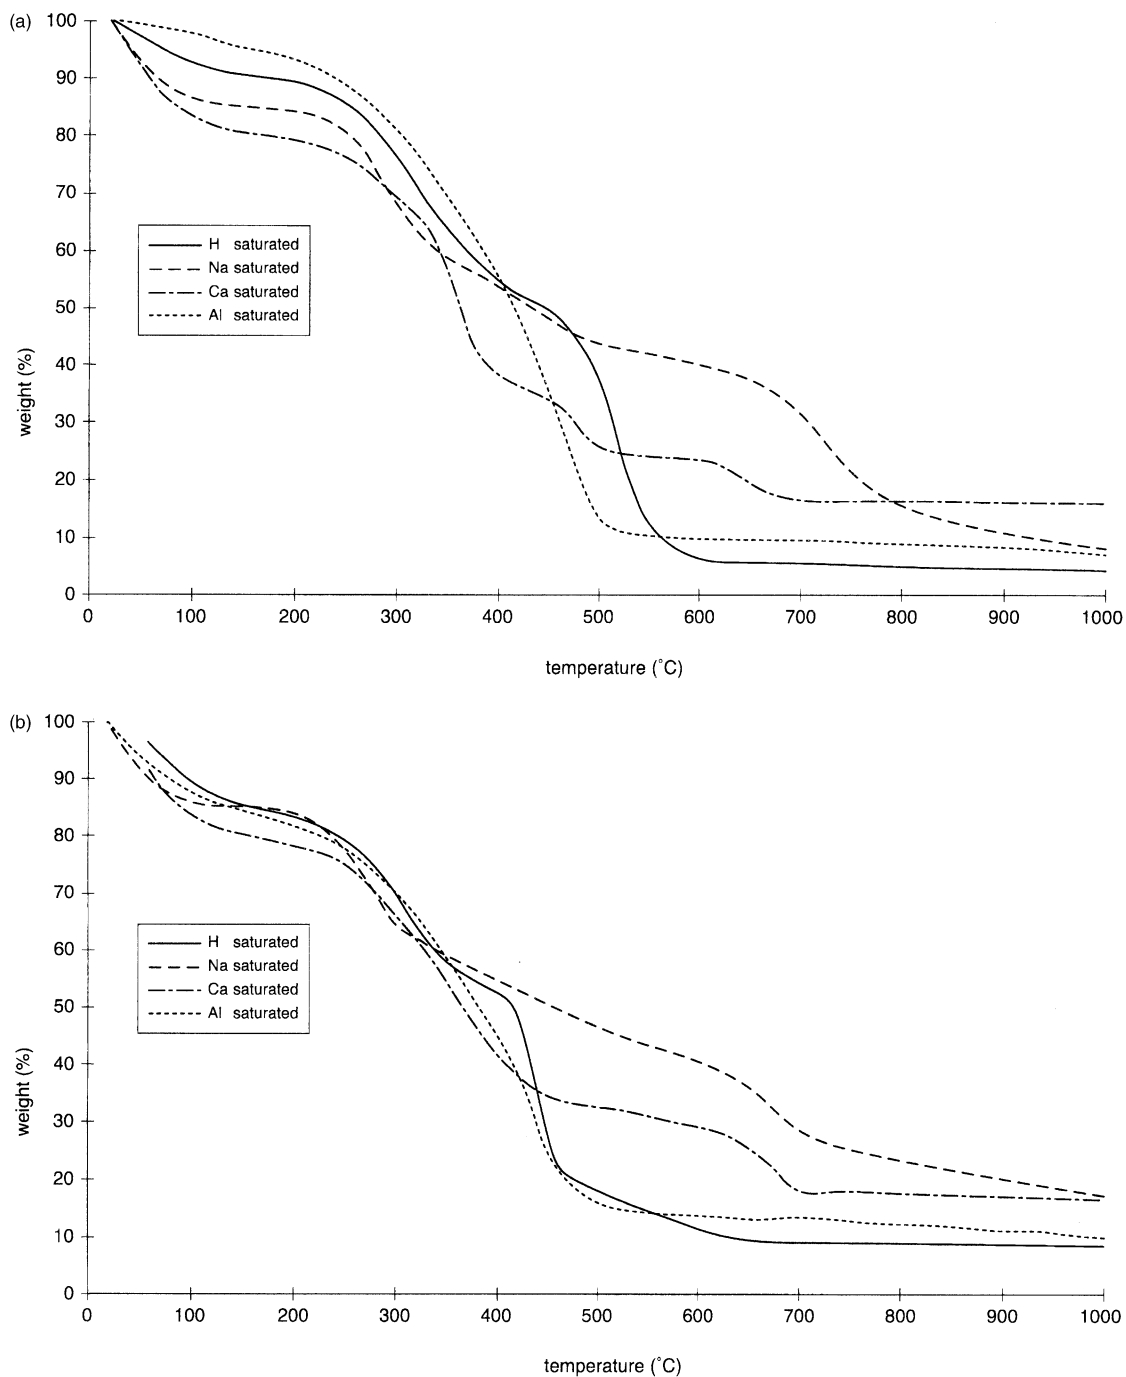 (a)
100
90
80
70
60
50
40
30
20
10
0
weight (%)
H saturated
Na saturated
Ca saturated
Al saturated
0 100 200 300 400 500 600 700 800 900 1000
temperature (°C)
(b)
100
90
80
70
60
50
40
30
20
10
0
weight (%)
H saturated
Na saturated
Ca saturated
Al saturated
0 100 200 300 400 500 600 700 800 900 1000
temperature (°C)